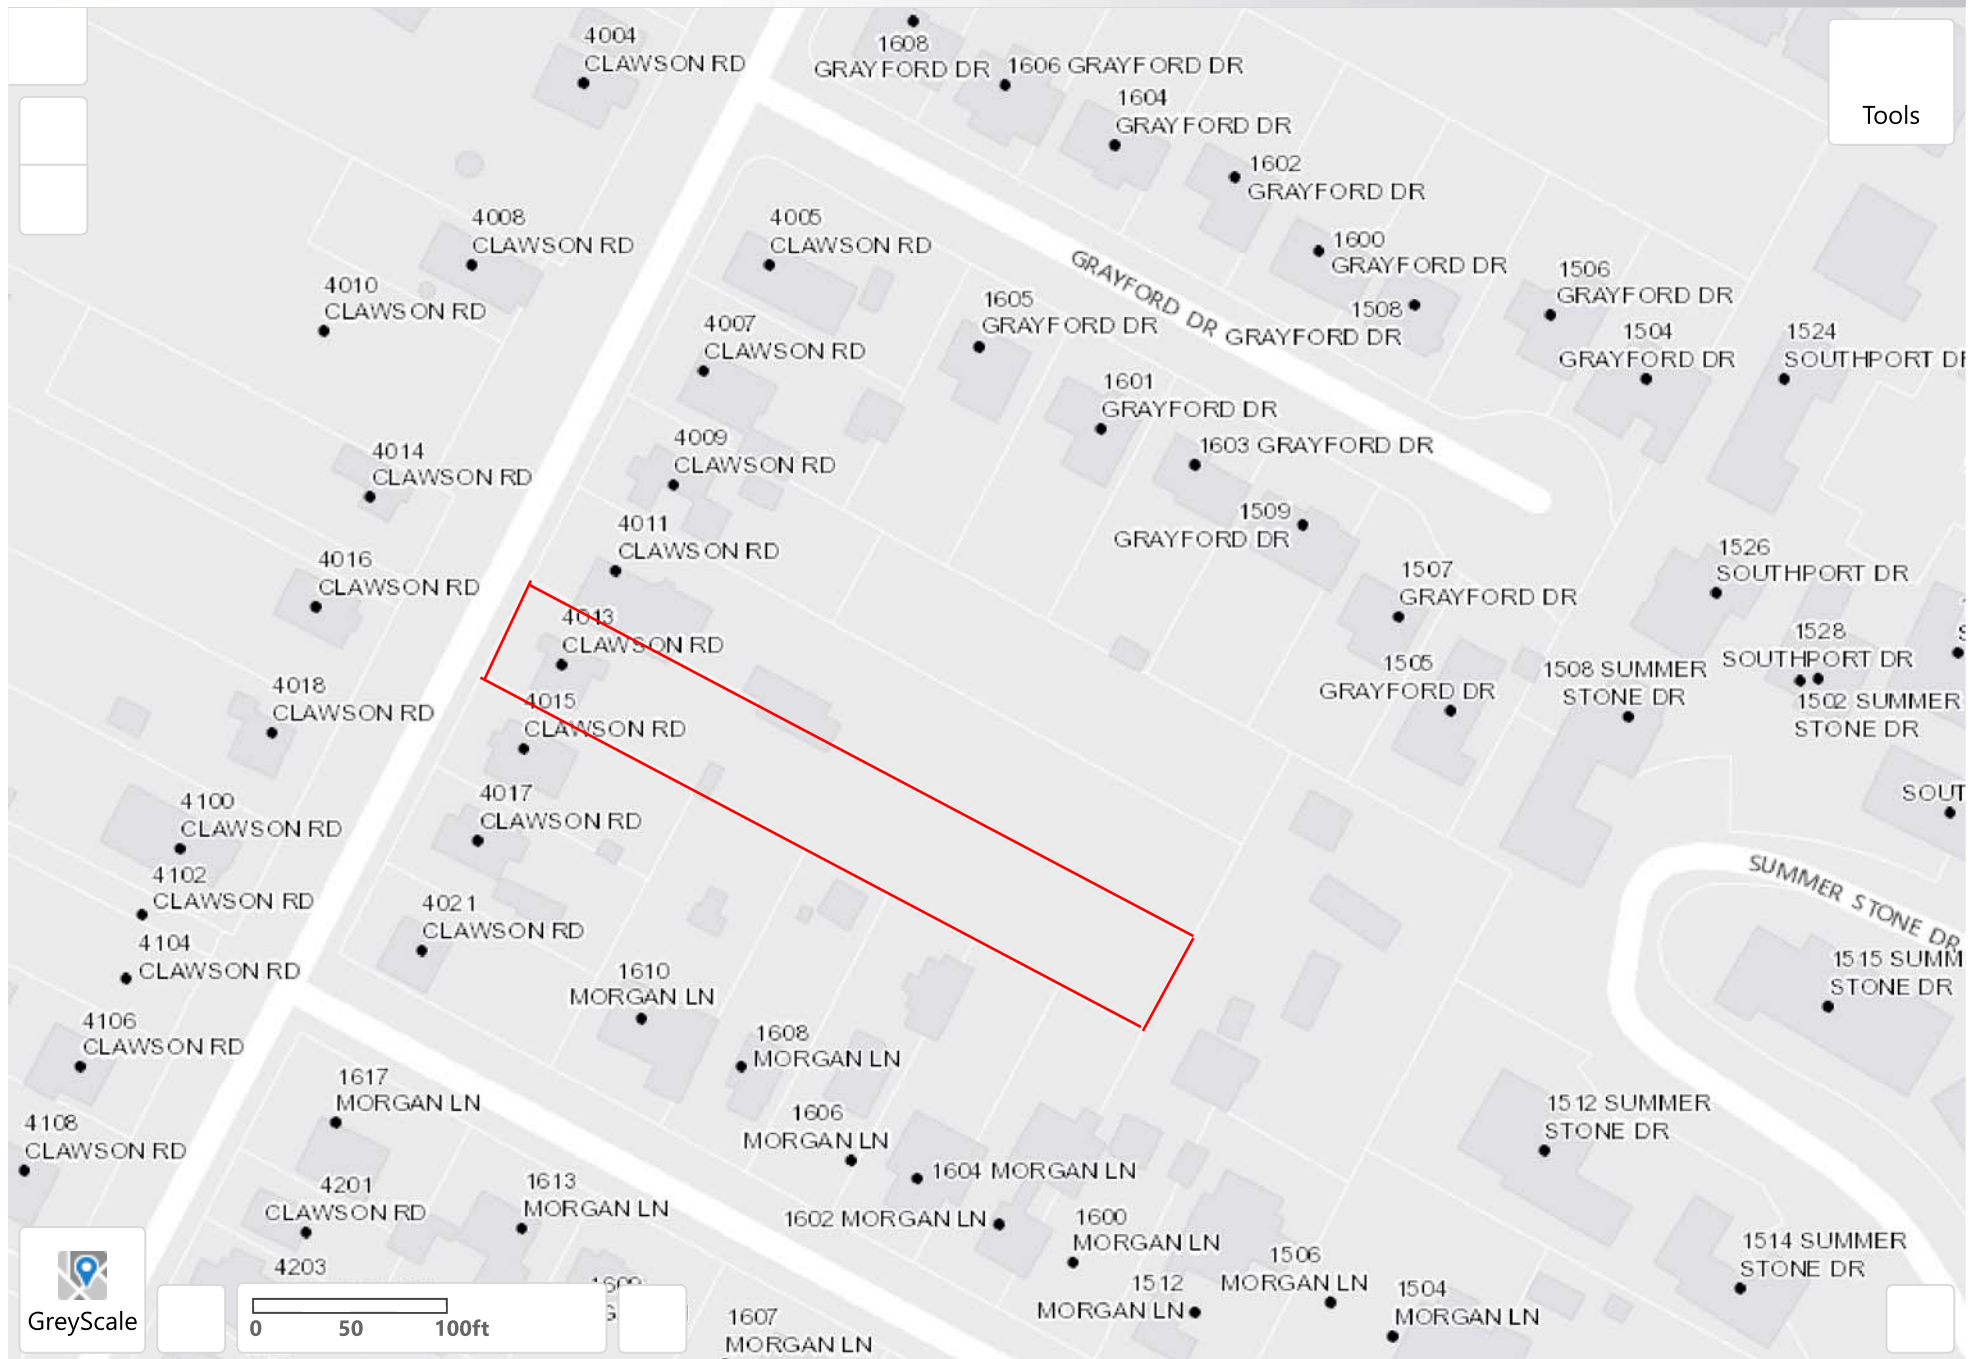 4004
CLAWSON RD
1608
GRAYFORD DR
1606 GRAYFORD DR
1604
GRAYFORD DR
Tools
1602
GRAYFORD DR
4008
CLAWSON RD
4005
CLAWSON RD
1600
GRAYFORD DR
GRAYFORD DR
1506
GRAYFORD DR
4010
CLAWSON RD
1605
GRAYFORD DR
1508
GRAYFORD DR
4007
CLAWSON RD
1504
GRAYFORD DR
1524
SOUTHPORT DR
1601
GRAYFORD DR
4009
CLAWSON RD
1603 GRAYFORD DR
4014
CLAWSON RD
1509
GRAYFORD DR
4011
CLAWSON RD
4016
CLAWSON RD
1526
SOUTHPORT DR
1507
GRAYFORD DR
4013
CLAWSON RD
1528
SOUTHPORT DR
1505
GRAYFORD DR
1508 SUMMER
STONE DR
4018
CLAWSON RD
4015
CLAWSON RD
1502 SUMMER
STONE DR
4017
CLAWSON RD
4100
CLAWSON RD
SOUT
4102
CLAWSON RD
SUMMER STONE DR
4021
CLAWSON RD
4104
CLAWSON RD
1515 SUMM
STONE DR
1610
MORGAN LN
4106
CLAWSON RD
1608
MORGAN LN
1617
MORGAN LN
1606
MORGAN LN
1512 SUMMER
STONE DR
4108
CLAWSON RD
1604 MORGAN LN
4201
CLAWSON RD
1613
MORGAN LN
1602 MORGAN LN
1600
MORGAN LN
1506
MORGAN LN
1514 SUMMER
STONE DR
4203
1512
MORGAN LN
1504
MORGAN LN
1607
MORGAN LN
GreyScale
0 50 100ft